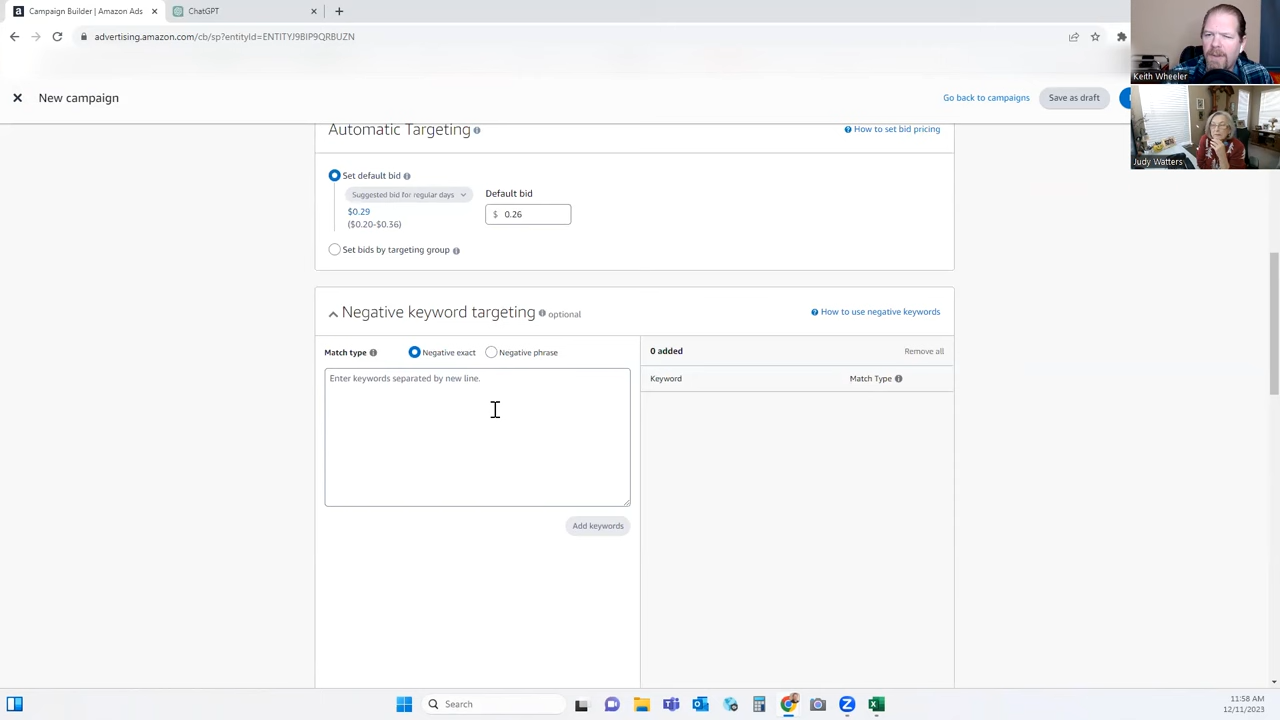 Campaign Builder | Amazon Ads
ChatGPT
advertising.amazon.com/cb/sp?entityId=ENTITYJ9BIP9QRBUZN
Keith Wheeler
New campaign
Go back to campaigns
Save as draft
Judy Watters
Automatic Targeting
How to set bid pricing
Set default bid
Suggested bid for regular days
Default bid
$0.29
$ 0.26
($0.20-$0.36)
Set bids by targeting group
Negative keyword targeting optional
How to use negative keywords
Match type
Negative exact
Negative phrase
0 added
Remove all
Enter keywords separated by new line.
Keyword
Match Type
Add keywords
Search
11:58 AM
12/11/2023